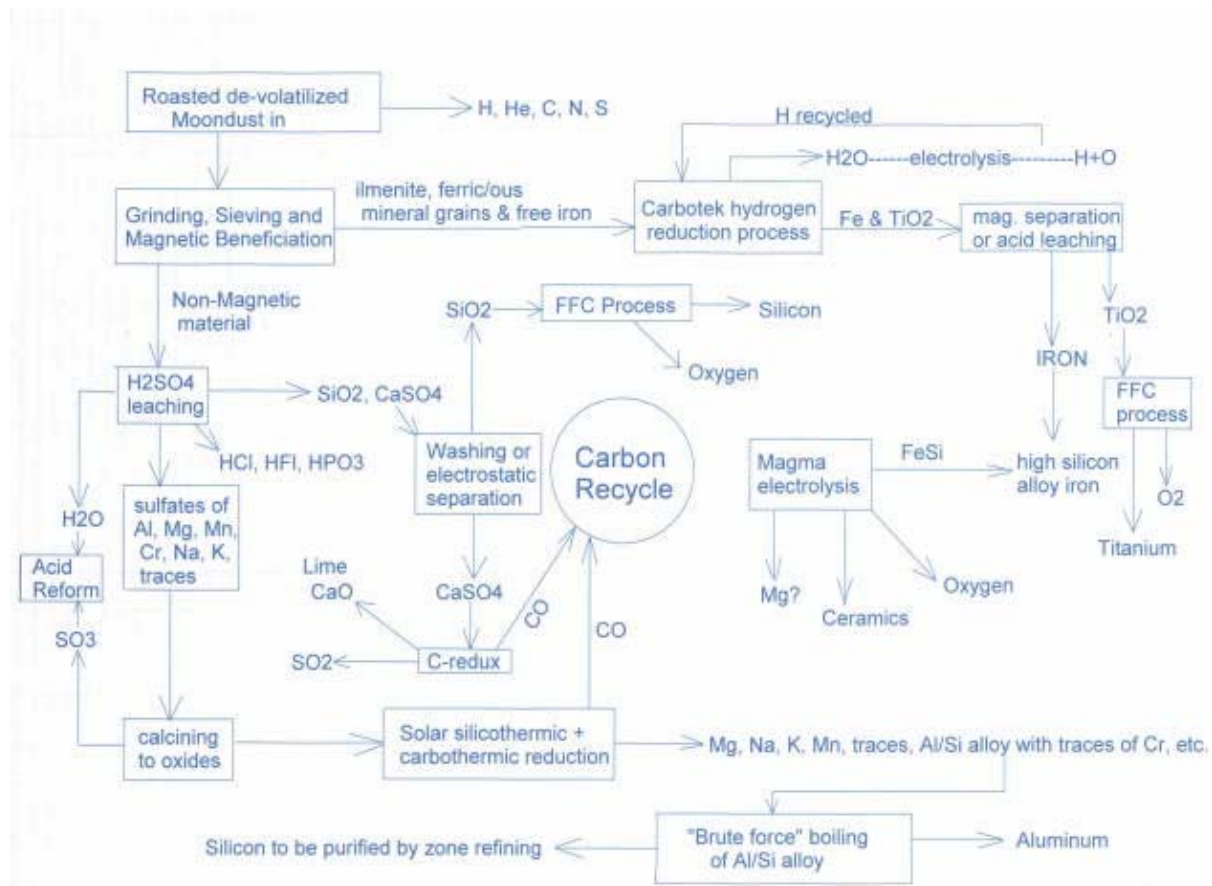 Roasted de-volatilized
Moondust in
H, He, C, N, S
H recycled
H2O------electrolysis--------H+O
Grinding, Sieving and
Magnetic Beneficiation
ilmenite, ferric/ous
mineral grains & free iron
Carbotek hydrogen
reduction process
Fe & TiO2
mag. separation
or acid leaching
Non-Magnetic
material
SiO2
FFC Process
Silicon
Oxygen
TiO2
IRON
FFC
process
H2SO4
leaching
SiO2, CaSO4
HCl, HFl, HPO3
Washing or
electrostatic
separation
Carbon
Recycle
Magma
electrolysis
FeSi
high silicon
alloy iron
O2
Titanium
H2O
sulfates of
Al, Mg, Mn,
Cr, Na, K,
traces
Acid
Reform
Lime
CaO
CaSO4
CO
CO
Mg?
Ceramics
Oxygen
SO3
SO2
C-redux
calcining
to oxides
Solar silicothermic +
carbothermic reduction
Mg, Na, K, Mn, traces, Al/Si alloy with traces of Cr, etc.
Silicon to be purified by zone refining
"Brute force" boiling
of Al/Si alloy
Aluminum